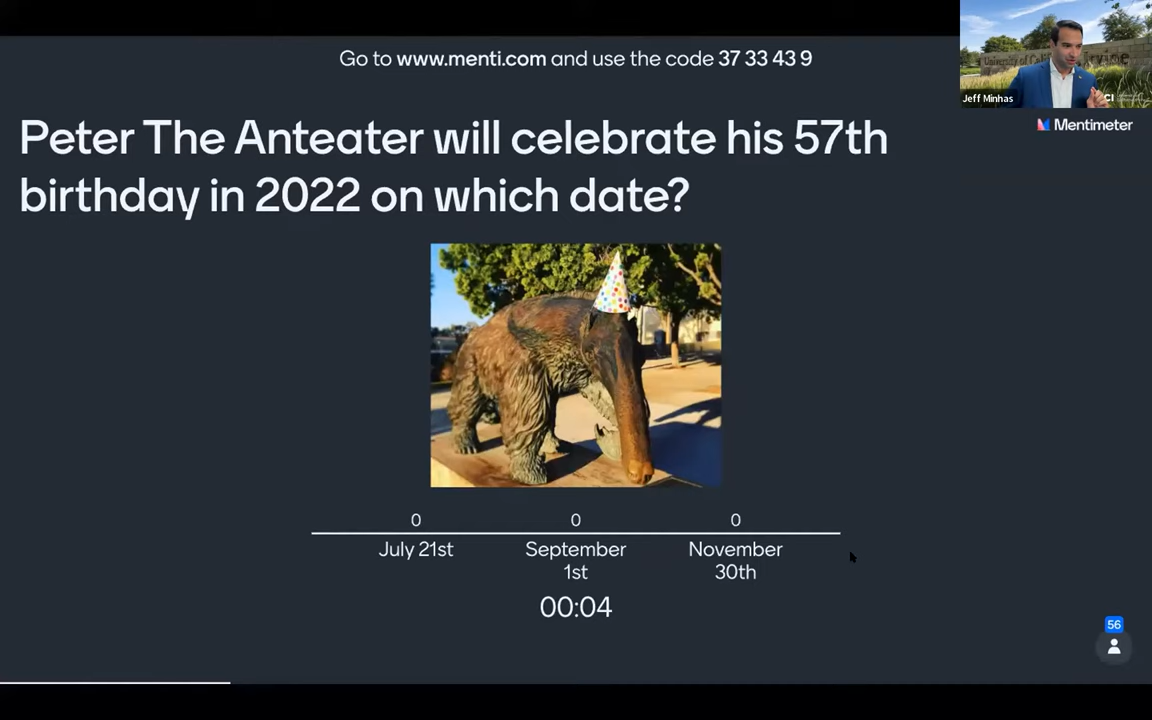 Go to www.menti.com and use the code 37 33 43 9
Jeff Minhas
Mentimeter
Peter The Anteater will celebrate his 57th
birthday in 2022 on which date?
0
0
0
July 21st
September
1st
November
30th
00:04
56